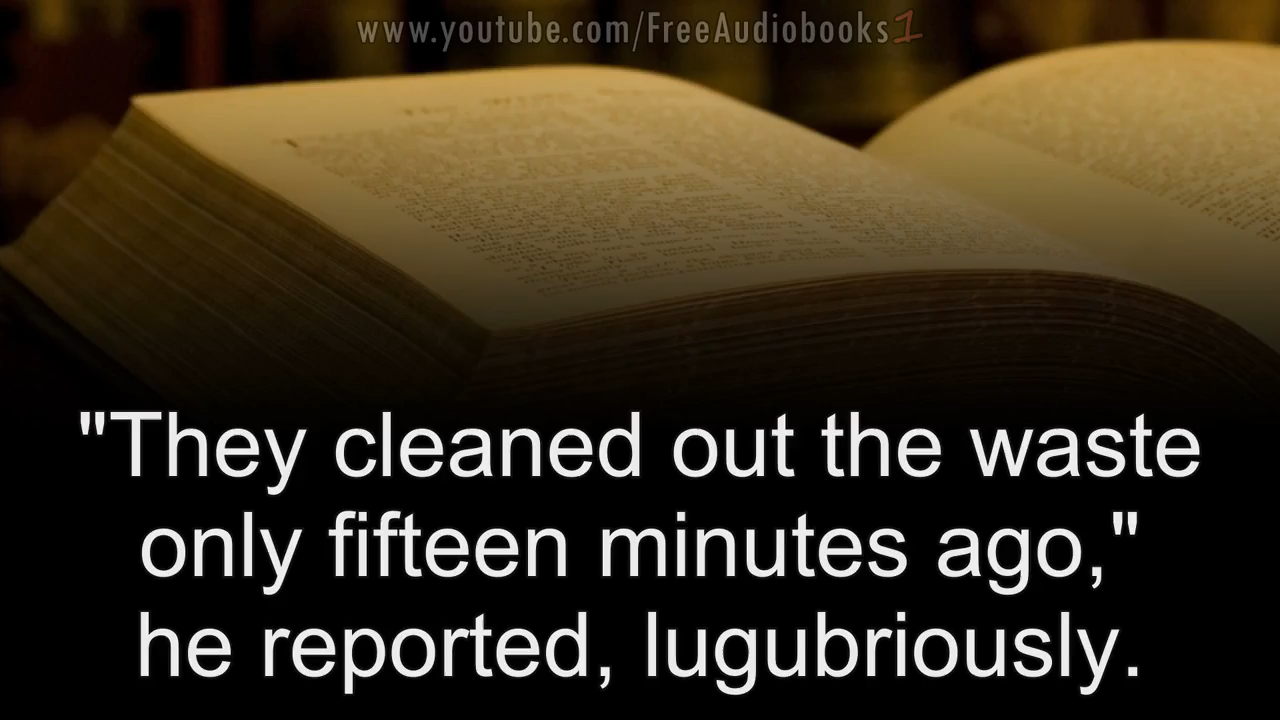 www.youtube.com/FreeAudiobooks1
"They cleaned out the waste
only fifteen minutes ago,"
he reported, lugubriously.